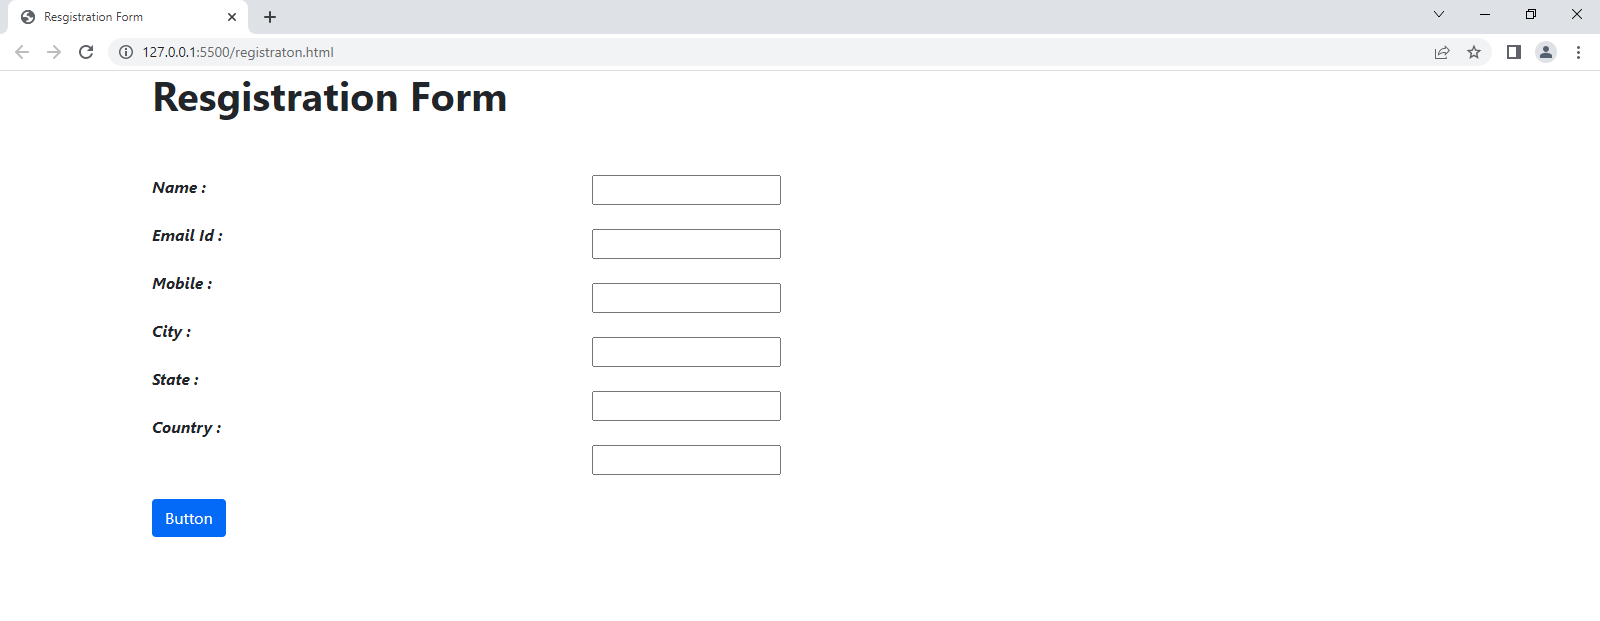 Resgistration Form
127.0.0.1:5500/registraton.html
Resgistration Form
Name :
Email Id :
Mobile :
City :
State :
Country :
Button